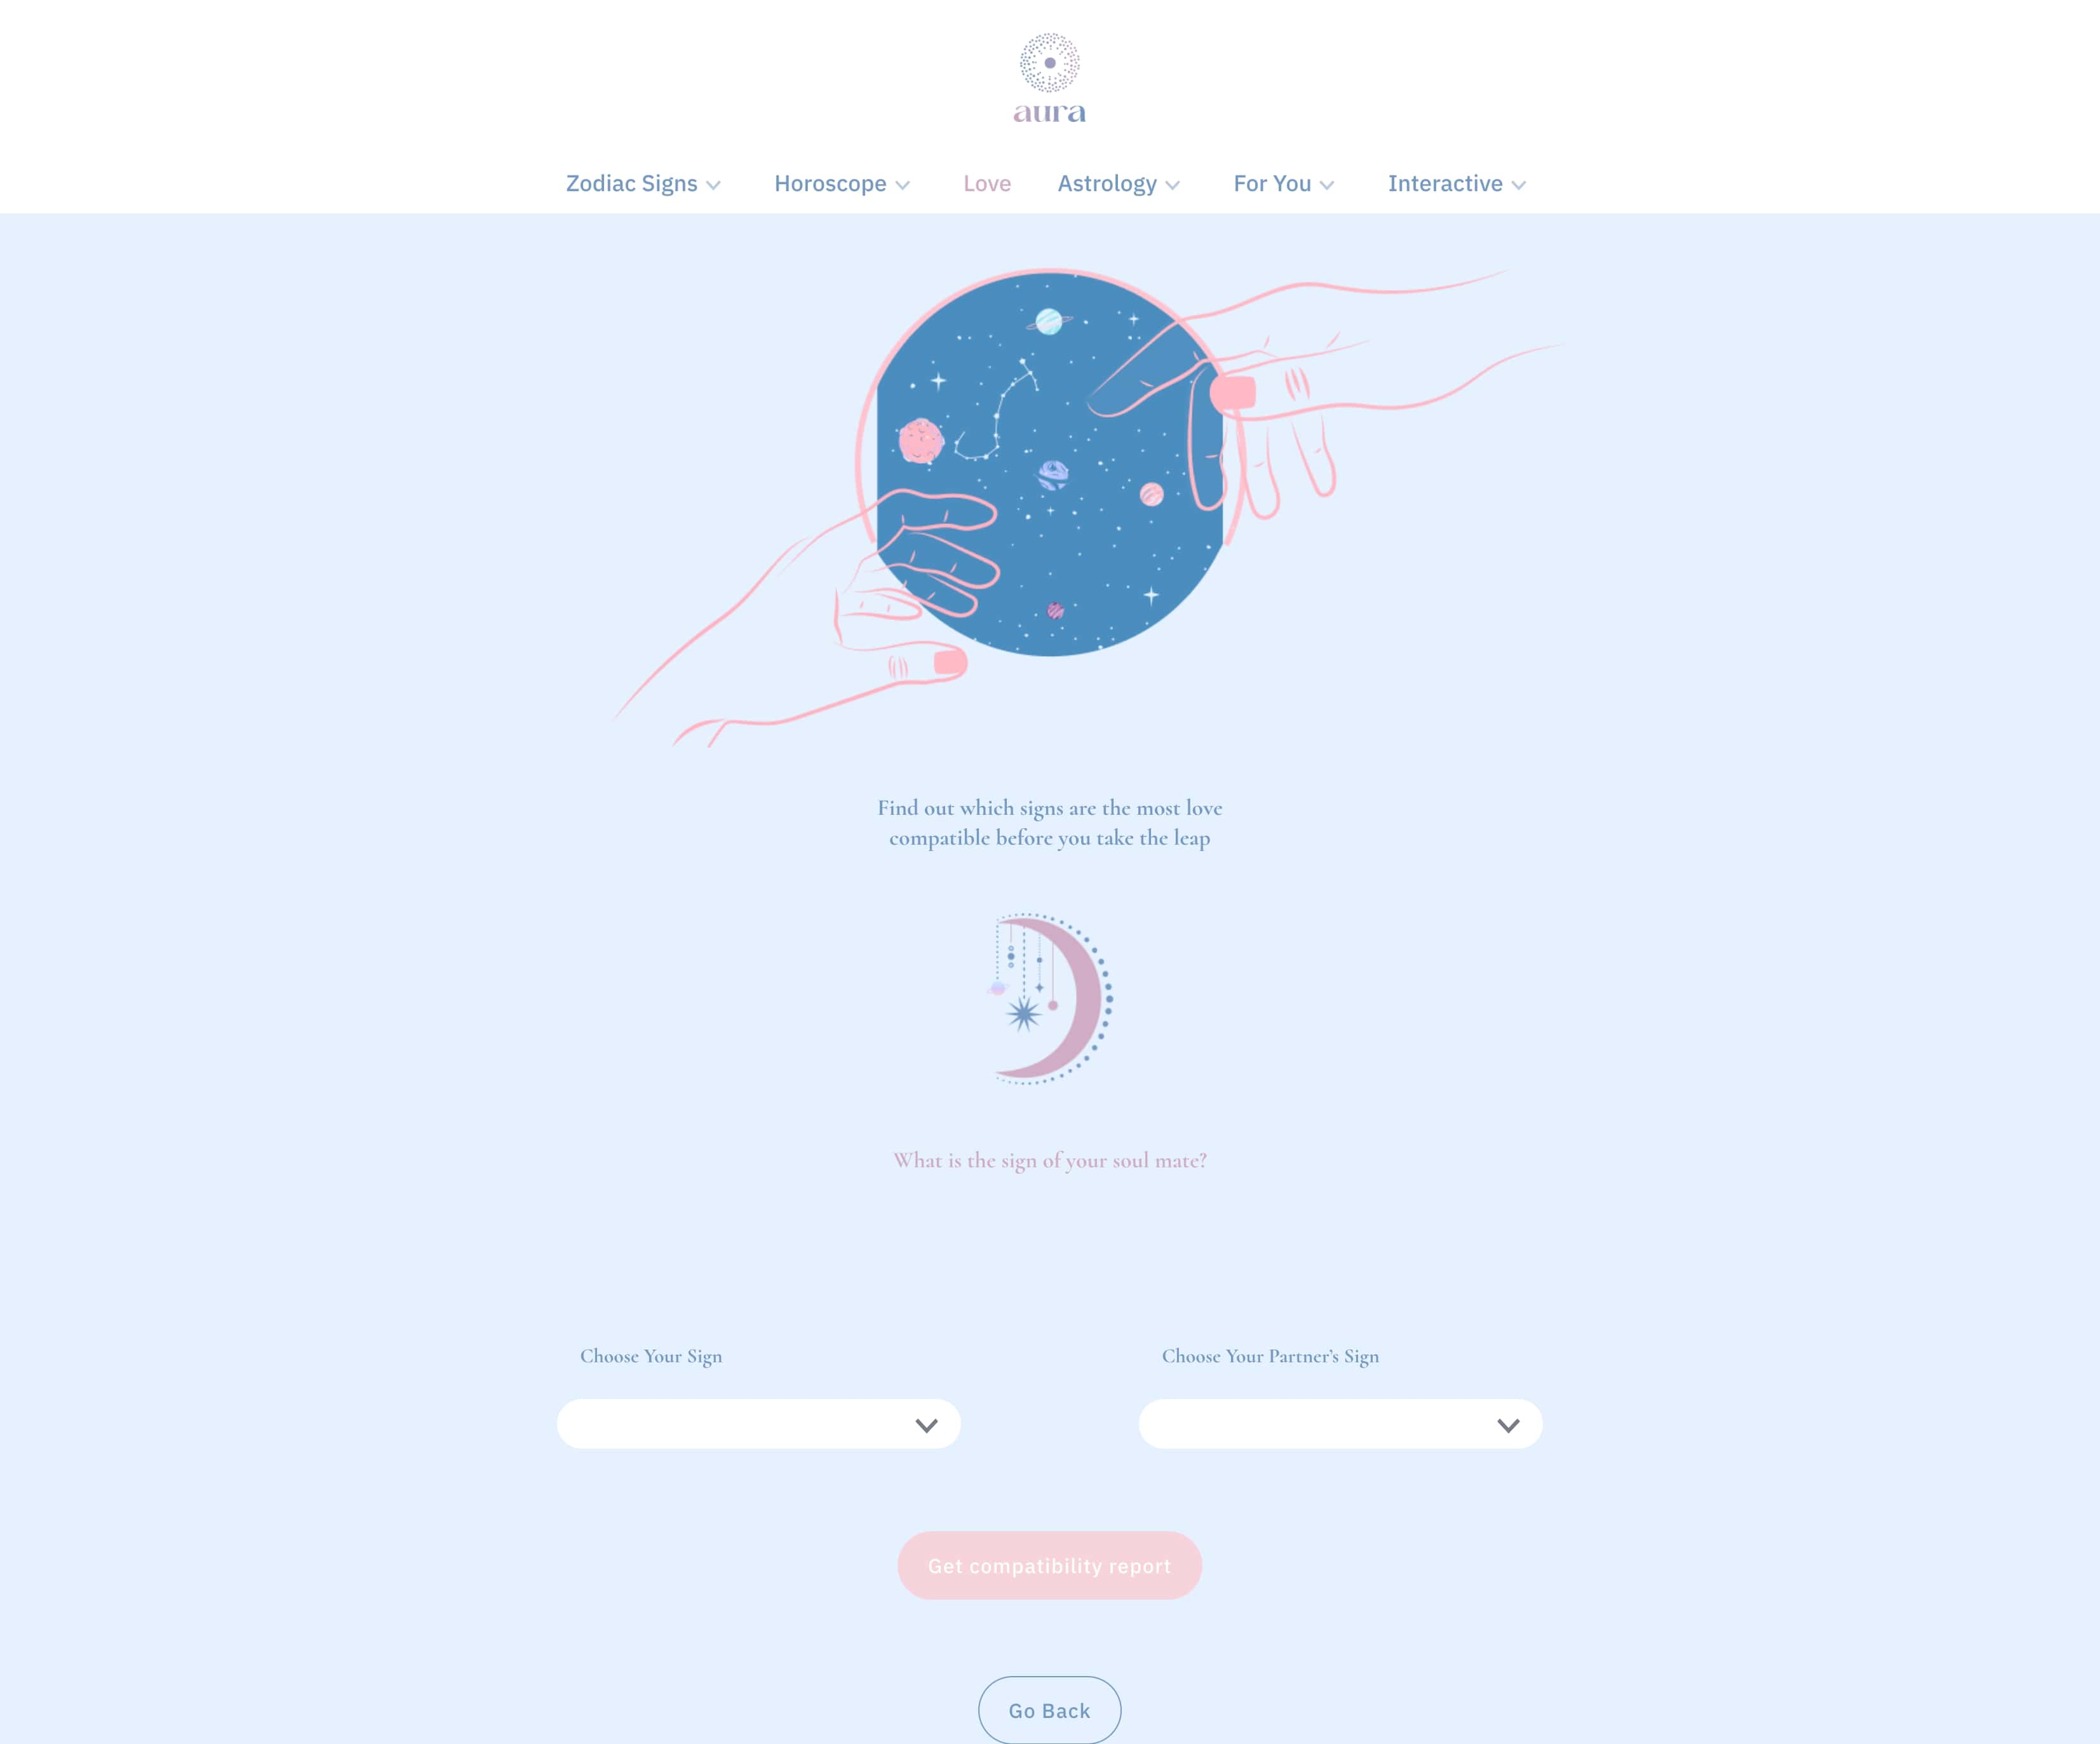 aura
Zodiac Signs
Horoscope
Love
Astrology
For You
Interactive
Find out which signs are the most love
compatible before you take the leap
What is the sign of your soul mate?
Choose Your Sign
Choose Your Partner’s Sign
Get compatibility report
Go Back